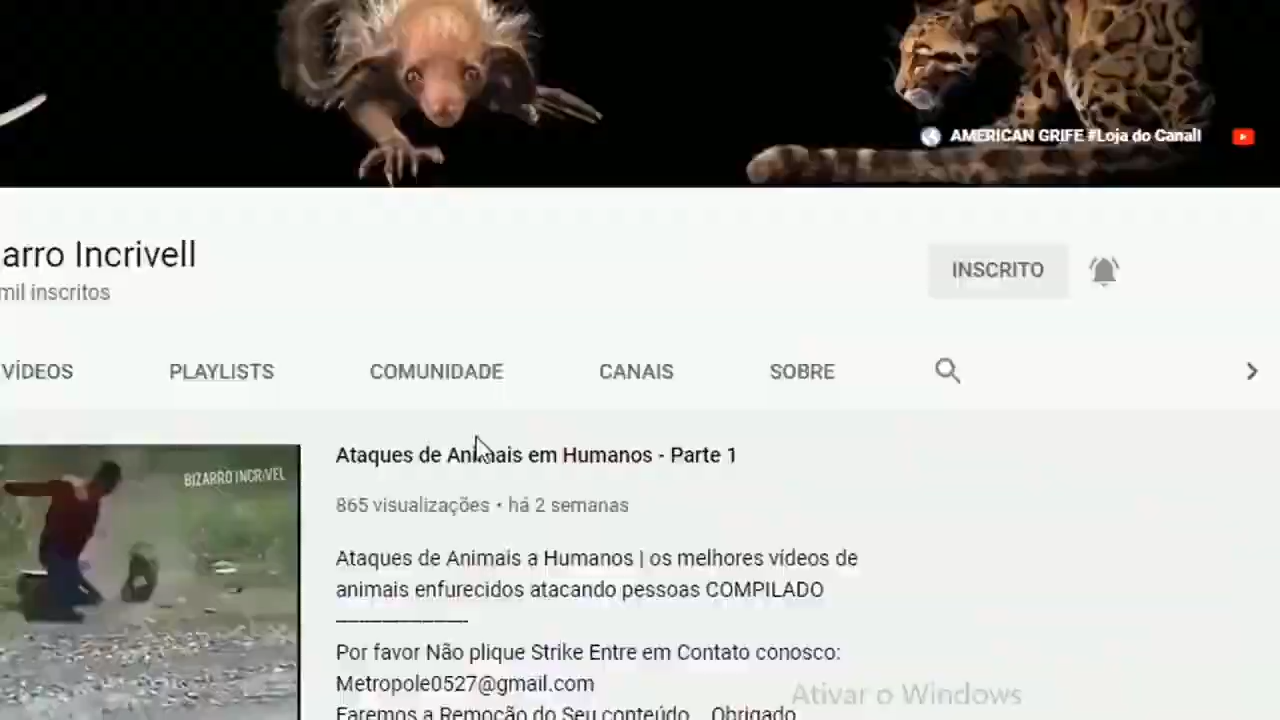 AMERICAN GRIFE #Loja do Canal!
arro Incrivell
mil inscritos
INSCRITO
VÍDEOS PLAYLISTS COMUNIDADE CANAIS SOBRE
BIZARRO INCRIVEL
Ataques de Animais em Humanos - Parte 1
865 visualizações • há 2 semanas
Ataques de Animais a Humanos | os melhores vídeos de
animais enfurecidos atacando pessoas COMPILADO
Por favor Não plique Strike Entre em Contato conosco:
Metropole0527@gmail.com
Faremos a Remoção do Seu conteúdo... Obrigado
Ativar o Windows